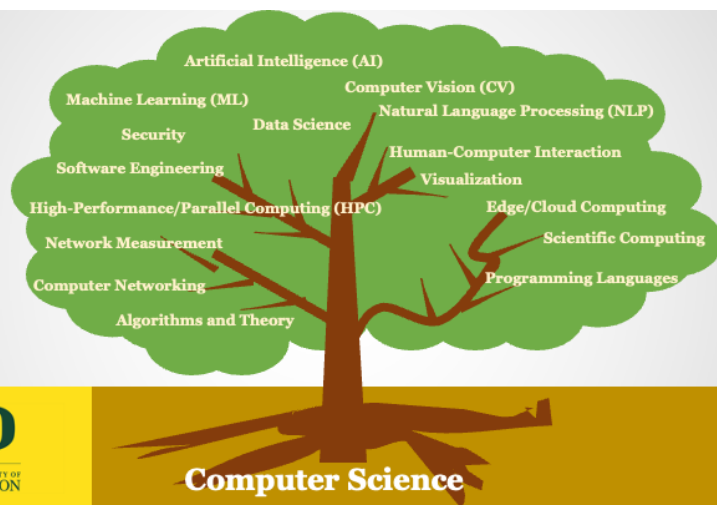 Artificial Intelligence (AI)
Computer Vision (CV)
Machine Learning (ML)
Natural Language Processing (NLP)
Data Science
Security
Human-Computer Interaction
Software Engineering
Visualization
High-Performance/Parallel Computing (HPC)
Edge/Cloud Computing
Network Measurement
Scientific Computing
Programming Languages
Computer Networking
Algorithms and Theory
Computer Science